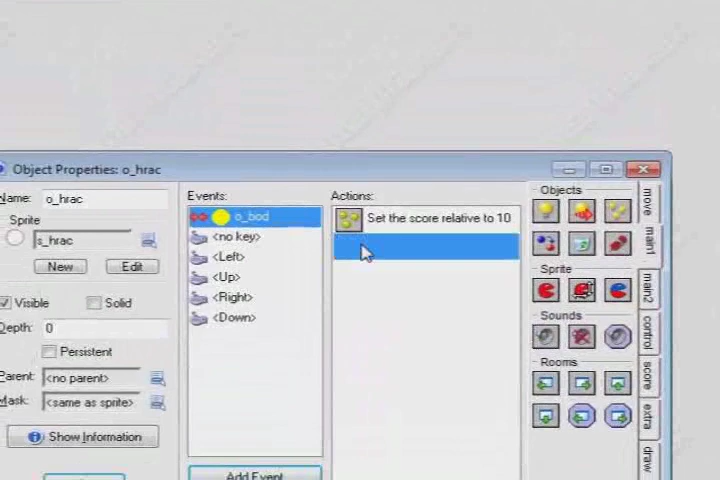 Object Properties: o_hrac
Name: o_hrac
Sprite
s_hrac
New Edit
Visible Solid
Depth: 0
Persistent
Parent: <no parent>
Mask: <same as sprite>
Show Information
Events:
o_bod
<no key>
<Left>
<Up>
<Right>
<Down>
Add Event
Actions:
Set the score relative to 10
Objects
Sprite
Sounds
Rooms
move
main1
main2
control
score
extra
draw